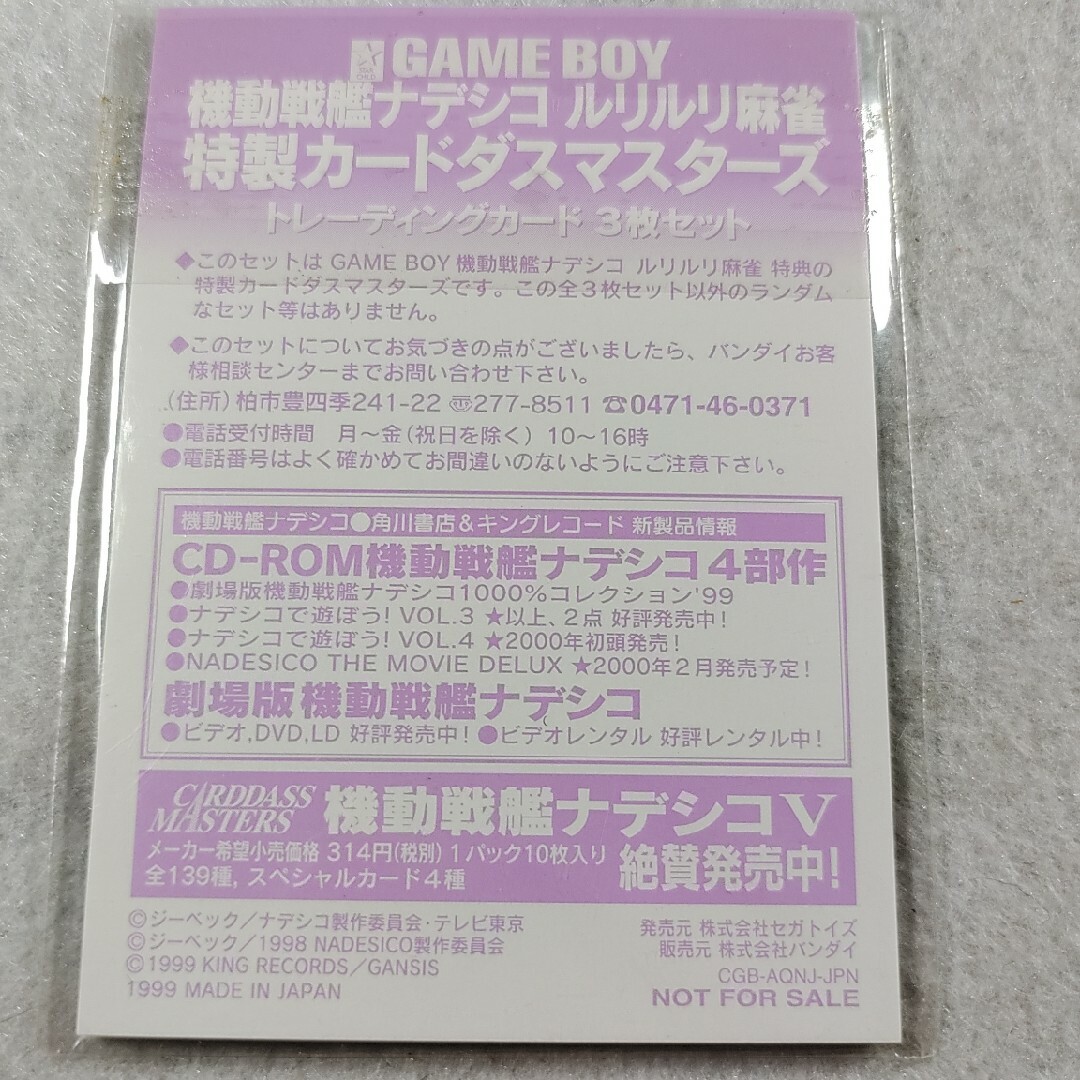 GAME BOY
機動戦艦ナデシコ ルリルリ麻雀
特製カードダスマスターズ
トレーディングカード 3枚セット
◆このセットは GAME BOY 機動戦艦ナデシコ ルリルリ麻雀 特典の
特製カードダスマスターズです。この全3枚セット以外のランダム
なセット等はありません。
◆このセットについてお気づきの点がございましたら、バンダイお客
様相談センターまでお問い合わせ下さい。
(住所)柏市豊四季241-22 〠277-8511 ☎0471-46-0371
●電話受付時間 月〜金(祝日を除く) 10〜16時
●電話番号はよく確かめてお間違いのないようにご注意下さい。
機動戦艦ナデシコ●角川書店&キングレコード 新製品情報
CD-ROM機動戦艦ナデシコ4部作
●劇場版機動戦艦ナデシコ1000%コレクション'99
●ナデシコで遊ぼう! VOL.3 ★以上、2点 好評発売中!
●ナデシコで遊ぼう! VOL.4 ★2000年初頭発売!
●NADESICO THE MOVIE DELUX ★2000年2月発売予定!
劇場版機動戦艦ナデシコ
●ビデオ,DVD,LD 好評発売中! ●ビデオレンタル 好評レンタル中!
CARDDASS MASTERS 機動戦艦ナデシコV
メーカー希望小売価格 314円(税別) 1パック10枚入り
全139種, スペシャルカード4種
絶賛発売中!
©ジーベック/ナデシコ製作委員会・テレビ東京
©ジーベック/1998 NADESICO製作委員会
©1999 KING RECORDS/GANSIS
1999 MADE IN JAPAN
発売元 株式会社セガトイズ
販売元 株式会社バンダイ
CGB-AQNJ-JPN
NOT FOR SALE